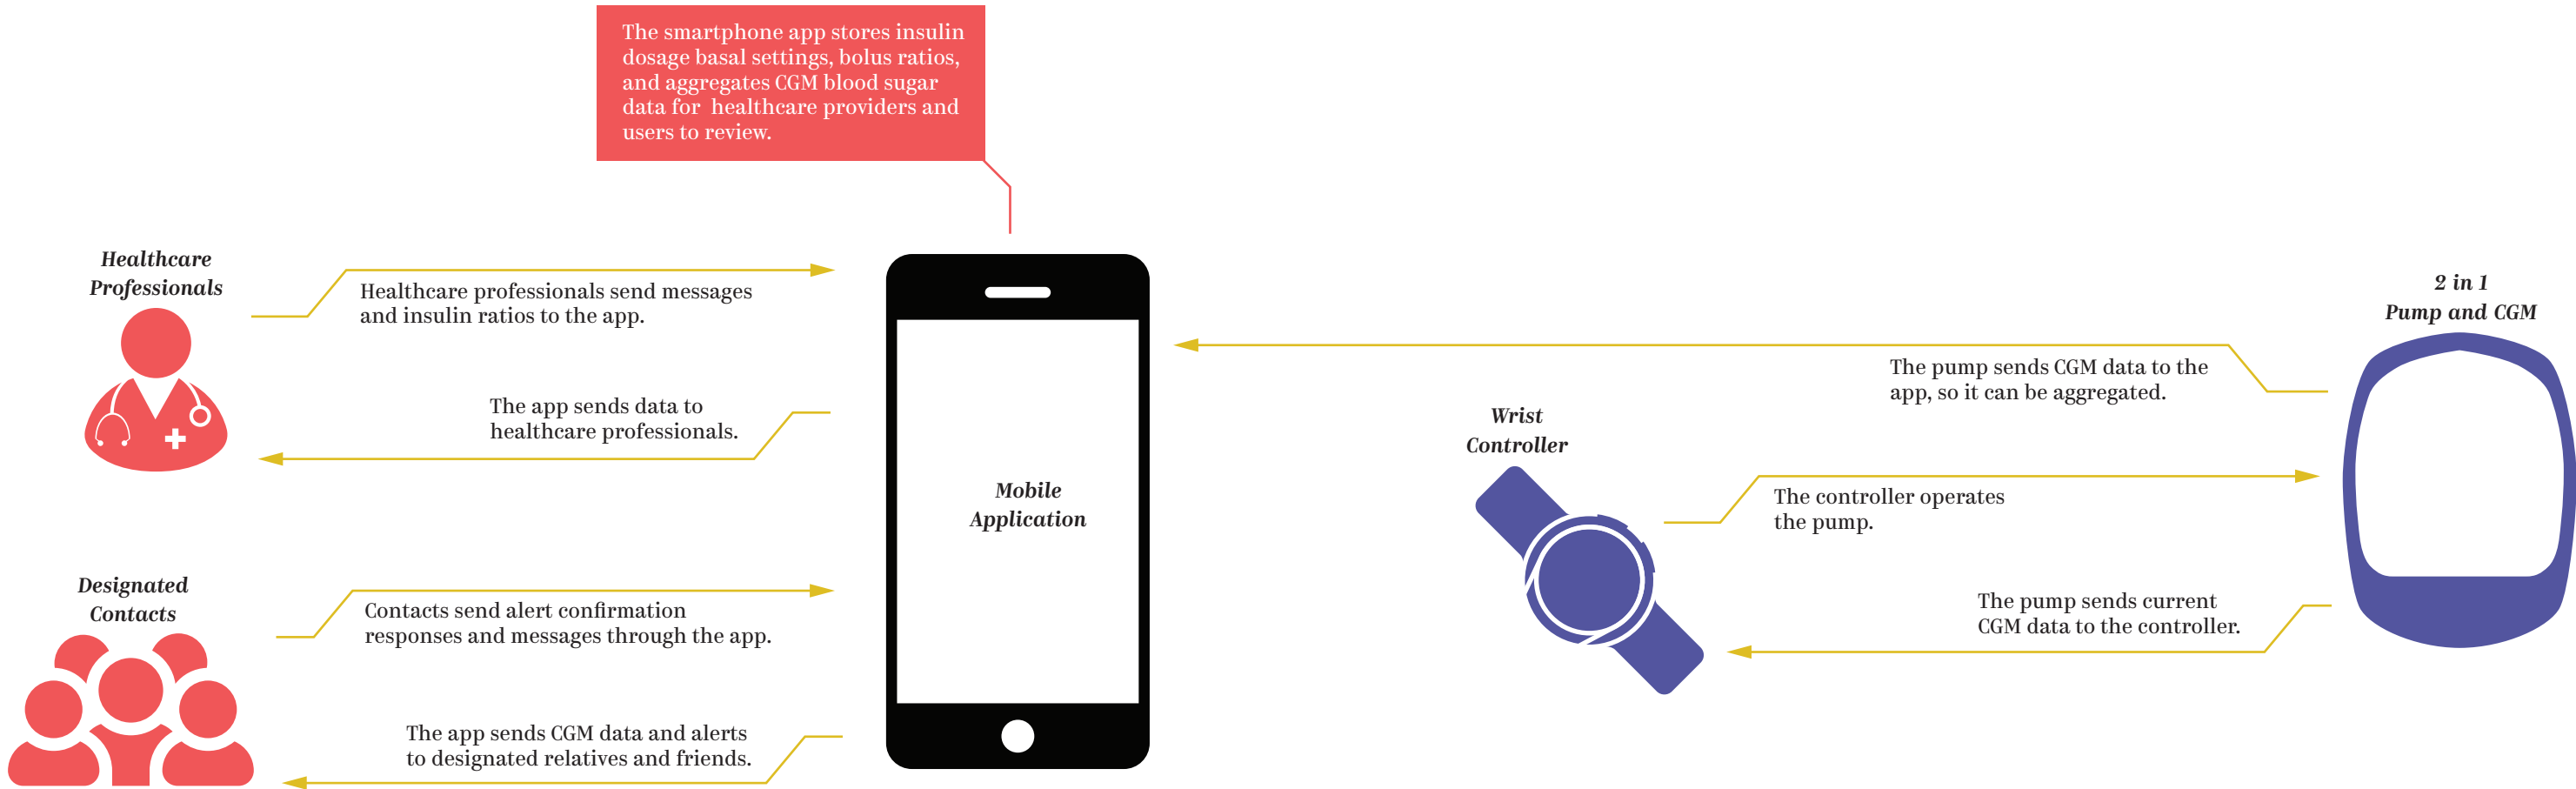 The smartphone app stores insulin
dosage basal settings, bolus ratios,
and aggregates CGM blood sugar
data for healthcare providers and
users to review.
Healthcare
Professionals
Healthcare professionals send messages
and insulin ratios to the app.
The app sends data to
healthcare professionals.
Designated
Contacts
Contacts send alert confirmation
responses and messages through the app.
The app sends CGM data and alerts
to designated relatives and friends.
Mobile
Application
Wrist
Controller
2 in 1
Pump and CGM
The pump sends CGM data to the
app, so it can be aggregated.
The controller operates
the pump.
The pump sends current
CGM data to the controller.